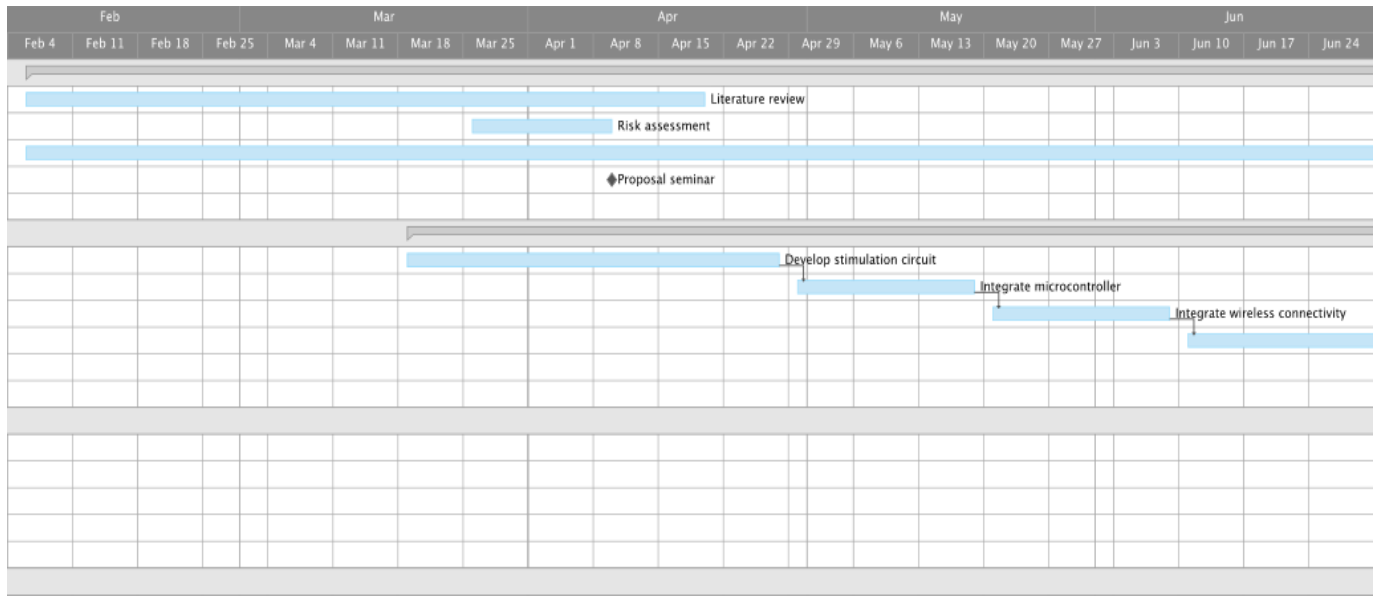 Feb Mar Apr May Jun
Feb 4 Feb 11 Feb 18 Feb 25 Mar 4 Mar 11 Mar 18 Mar 25 Apr 1 Apr 8 Apr 15 Apr 22 Apr 29 May 6 May 13 May 20 May 27 Jun 3 Jun 10 Jun 17 Jun 24
Literature review
Risk assessment
Proposal seminar
Develop stimulation circuit
Integrate microcontroller
Integrate wireless connectivity